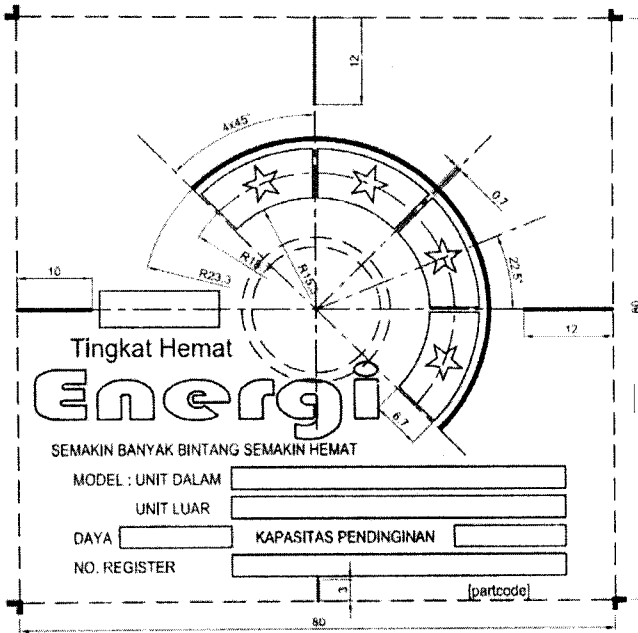 12
4x45°
0.7
22.5°
R23.3
R15.3
10
12
80
Tingkat Hemat
Energi
6.7
SEMAKIN BANYAK BINTANG SEMAKIN HEMAT
MODEL : UNIT DALAM
UNIT LUAR
DAYA KAPASITAS PENDINGINAN
NO. REGISTER
3
[partcode]
80